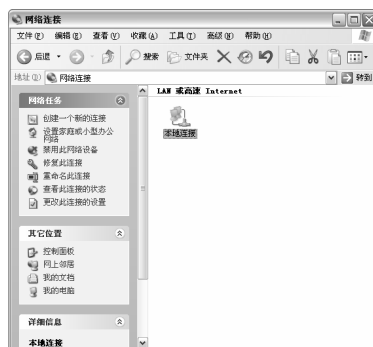 网络连接
文件(F) 编辑(E) 查看(V) 收藏(A) 工具(T) 高级(N) 帮助(H)
后退 搜索 文件夹
地址(D) 网络连接 转到
网络任务
创建一个新的连接
设置家庭或小型办公
网络
禁用此网络设备
修复此连接
重命名此连接
查看此连接的状态
更改此连接的设置
其它位置
控制面板
网上邻居
我的文档
我的电脑
详细信息
本地连接
LAN 或高速 Internet
本地连接